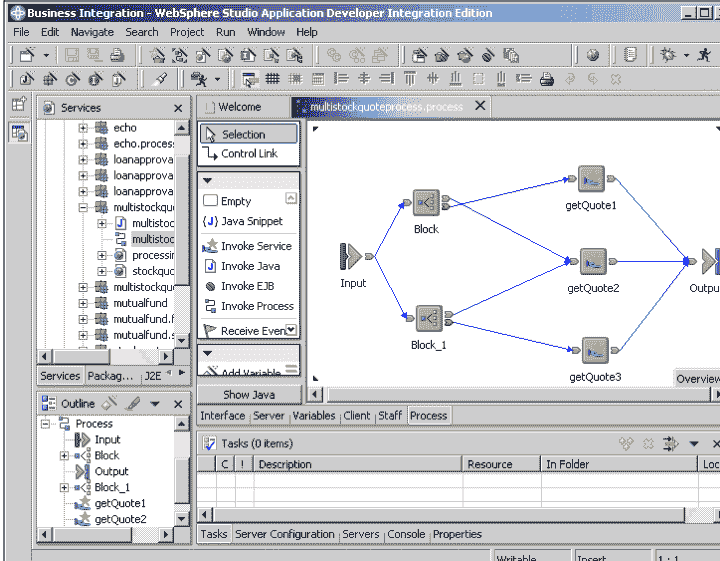 Business Integration - WebSphere Studio Application Developer Integration Edition
File Edit Navigate Search Project Run Window Help
Services
echo
echo.proces
loanapprova
loanapprova
loanapprova
multistockqu
multistoc
multistoc
processin
stockquo
multistockqu
mutualfund
mutualfund.f
mutualfund.s
Services Packag... J2E
Outline
Process
Input
Block
Output
Block_1
getQuote1
getQuote2
Welcome
multistockquoteprocess.process
Selection
Control Link
Empty
Java Snippet
Invoke Service
Invoke Java
Invoke EJB
Invoke Process
Receive Even
Add Variable
Show Java
Input
Block
Block_1
getQuote1
getQuote2
getQuote3
Outpu
Overview
Interface Server Variables Client Staff Process
Tasks (0 items)
C ! Description Resource In Folder Loc
Tasks Server Configuration Servers Console Properties
Writable Insert 1 : 1